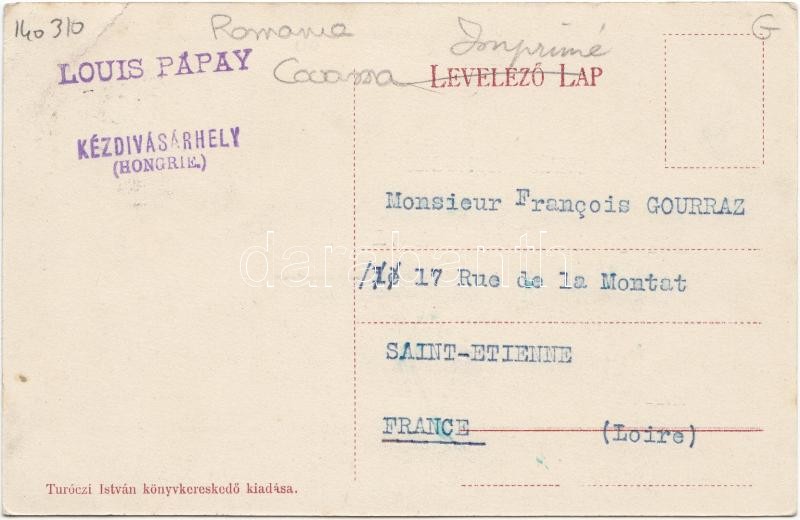 140310
Romania
Imprimé
G
LOUIS PÁPAY
Covasna
LEVELEZŐ LAP
KÉZDIVÁSÁRHELY
(HONGRIE.)
Monsieur François GOURRAZ
darabanth
17 Rue de la Montat
SAINT-ETIENNE
FRANCE (Loire)
Turóczi István könyvkereskedő kiadása.